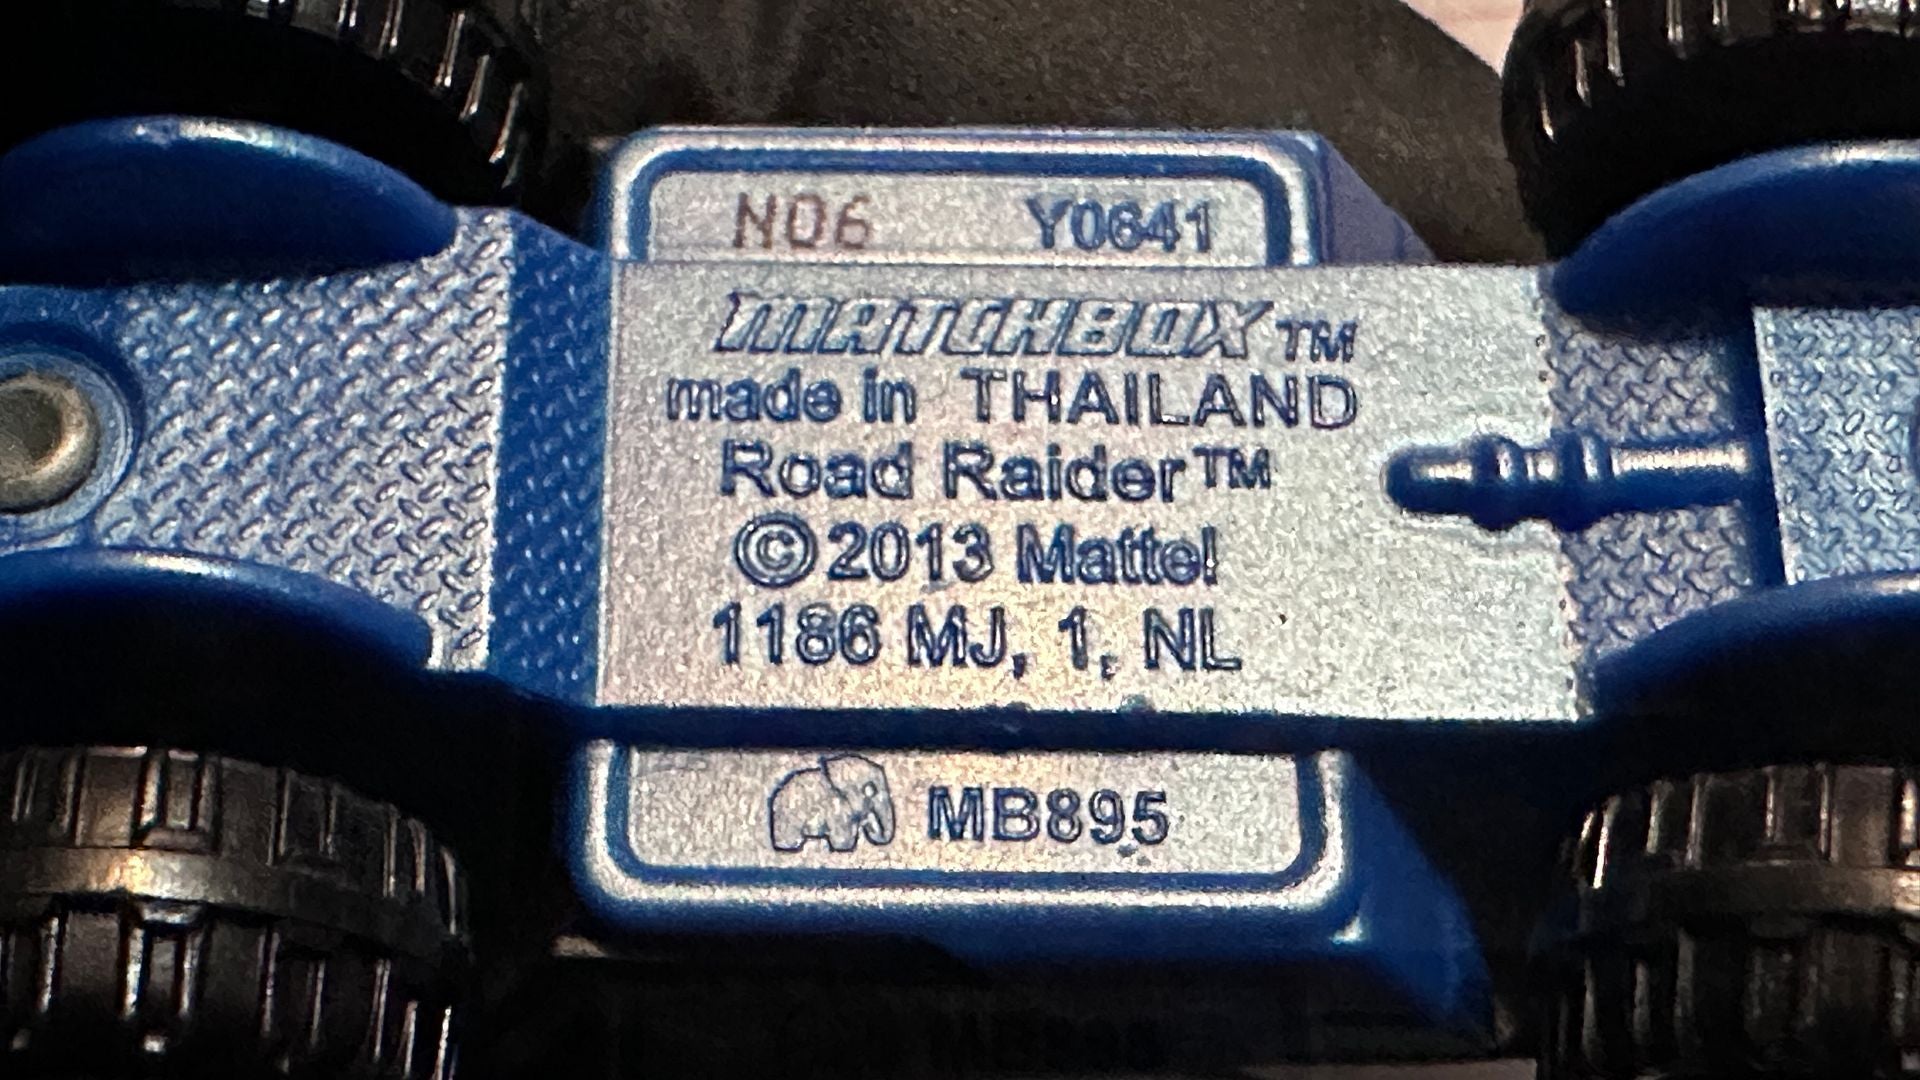 N06 Y0641
MATCHBOX™
made in THAILAND
Road Raider™
©2013 Mattel
1186 MJ, 1, NL
MB895